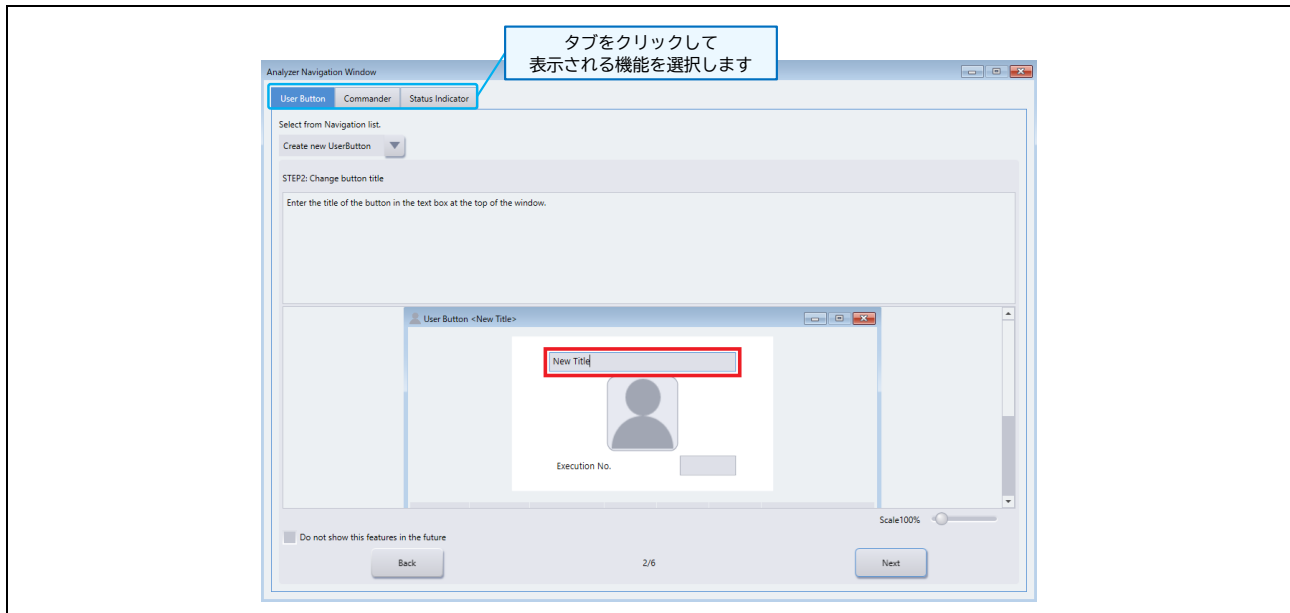 タブをクリックして
表示される機能を選択します
Analyzer Navigation Window
User Button Commander Status Indicator
Select from Navigation list.
Create new UserButton
STEP2: Change button title
Enter the title of the button in the text box at the top of the window.
User Button <New Title>
New Title
Execution No.
Scale100%
Do not show this features in the future
Back 2/6 Next